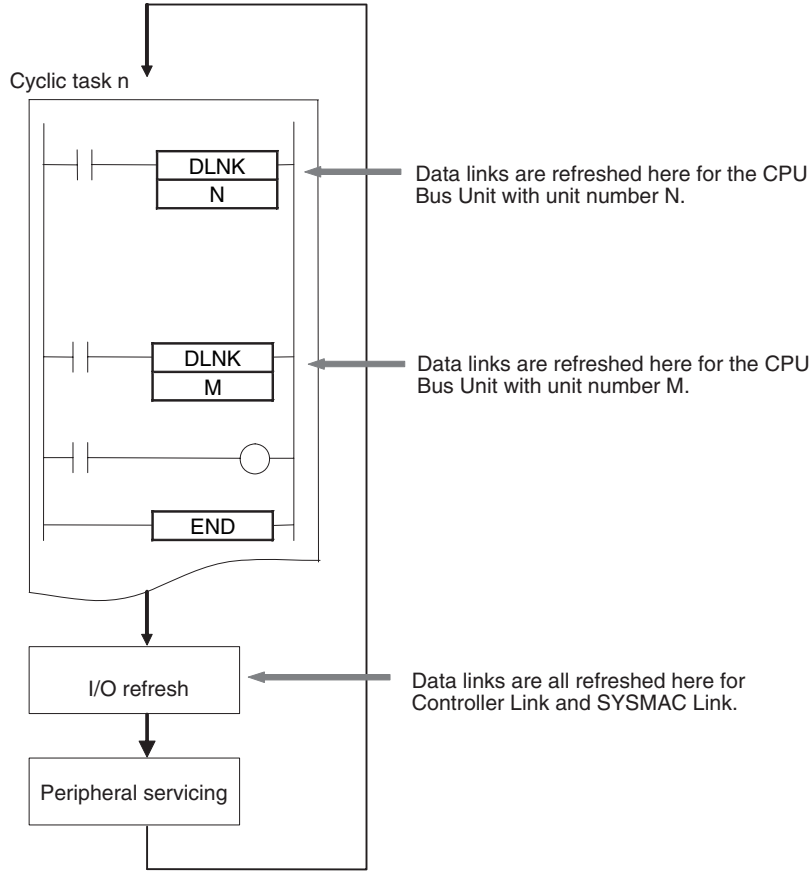 Cyclic task n
DLNK
N
Data links are refreshed here for the CPU
Bus Unit with unit number N.
DLNK
M
Data links are refreshed here for the CPU
Bus Unit with unit number M.
END
I/O refresh
Data links are all refreshed here for
Controller Link and SYSMAC Link.
Peripheral servicing